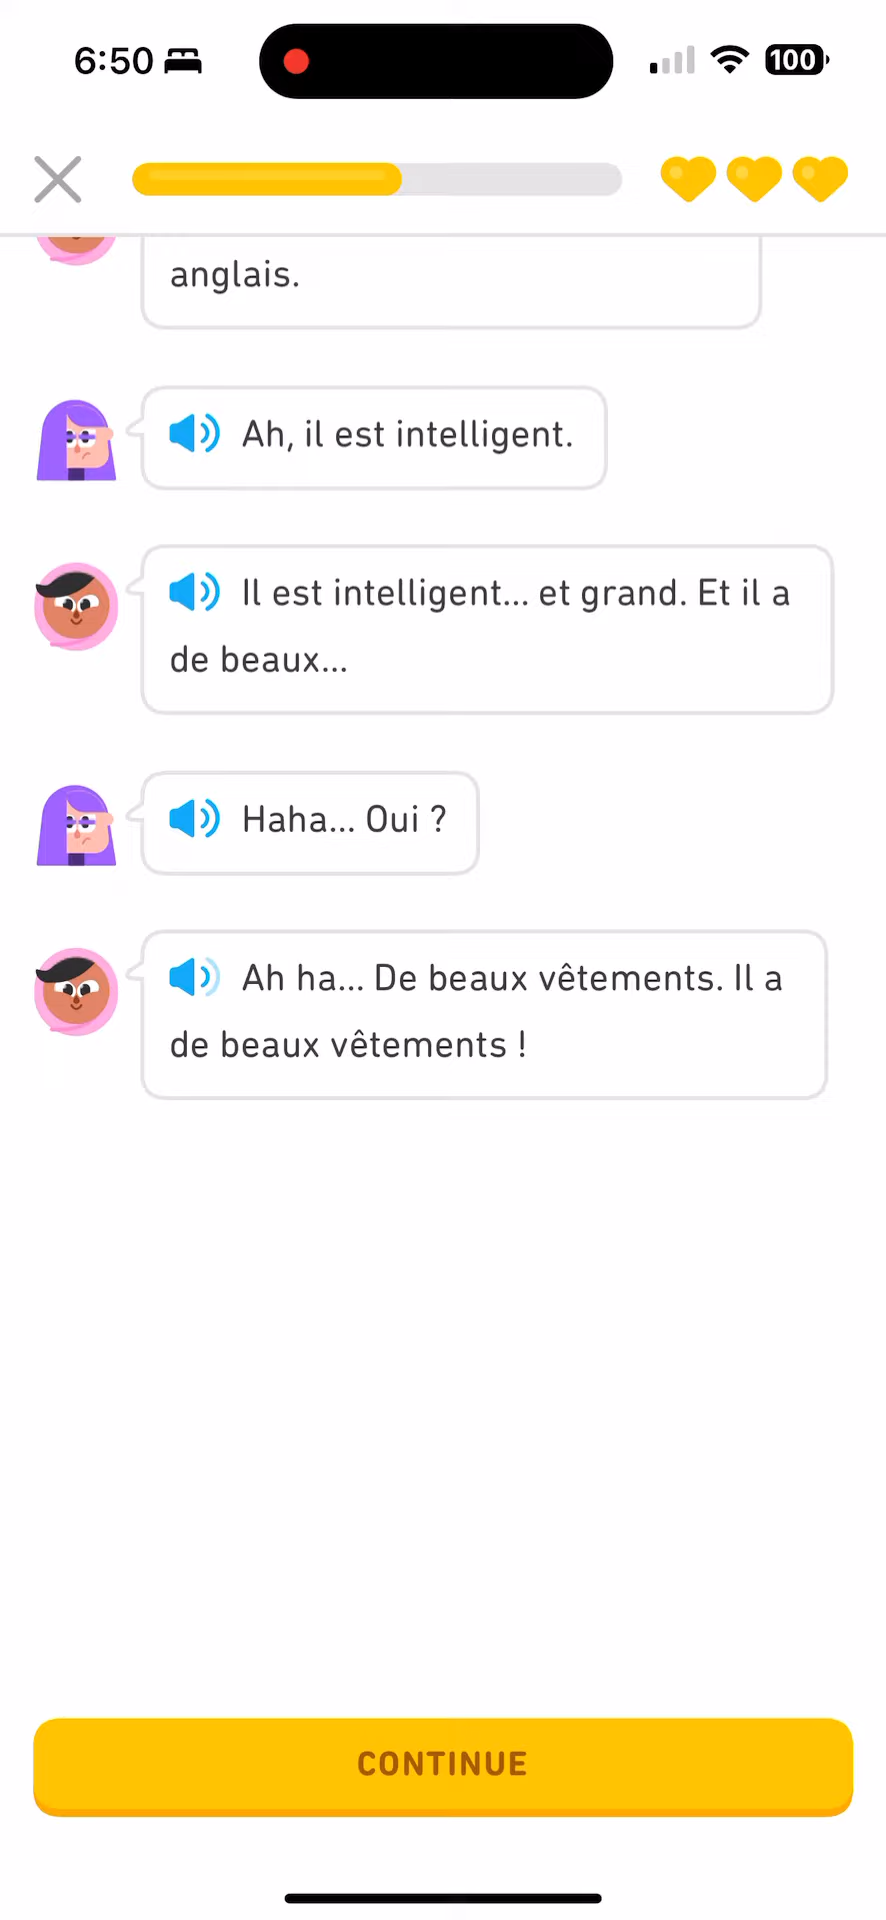 6:50
100
anglais.
Ah, il est intelligent.
Il est intelligent... et grand. Et il a
de beaux...
Haha... Oui ?
Ah ha... De beaux vêtements. Il a
de beaux vêtements !
CONTINUE